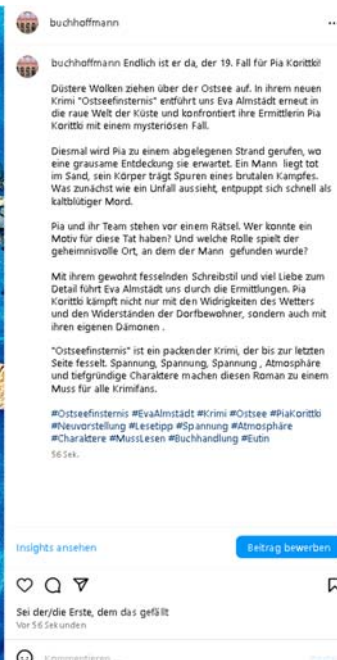 buchhoffmann
buchhoffmann Endlich ist er da, der 19. Fall für Pia Korittki!
Düstere Wolken ziehen über der Ostsee auf. In ihrem neuen
Krimi "Ostseefinsternis" entführt uns Eva Almstädt erneut in
die raue Welt der Küste und konfrontiert ihre Ermittlerin Pia
Korittki mit einem mysteriösen Fall.
Diesmal wird Pia zu einem abgelegenen Strand gerufen, wo
eine grausame Entdeckung sie erwartet. Ein Mann liegt tot
im Sand, sein Körper trägt Spuren eines brutalen Kampfes.
Was zunächst wie ein Unfall aussieht, entpuppt sich schnell als
kaltblütiger Mord.
Pia und ihr Team stehen vor einem Rätsel. Wer konnte ein
Motiv für diese Tat haben? Und welche Rolle spielt der
geheimnisvolle Ort, an dem der Mann gefunden wurde?
Mit ihrem gewohnt fesselnden Schreibstil und viel Liebe zum
Detail führt Eva Almstädt uns durch die Ermittlungen. Pia
Korittki kämpft nicht nur mit den Widrigkeiten des Wetters
und den Widerständen der Dorfbewohner, sondern auch mit
ihren eigenen Dämonen .
"Ostseefinsternis" ist ein packender Krimi, der bis zur letzten
Seite fesselt. Spannung, Spannung, Spannung , Atmosphäre
und tiefgründige Charaktere machen diesen Roman zu einem
Muss für alle Krimifans.
#Ostseefinsternis #EvaAlmstädt #Krimi #Ostsee #PiaKorittki
#Neuvorstellung #Lesetipp #Spannung #Atmosphäre
#Charaktere #MussLesen #Buchhandlung #Eutin
56 Sek.
Insights ansehen
Beitrag bewerben
Sei der/die Erste, dem das gefällt
Vor 56 Sekunden
Kommentieren ...